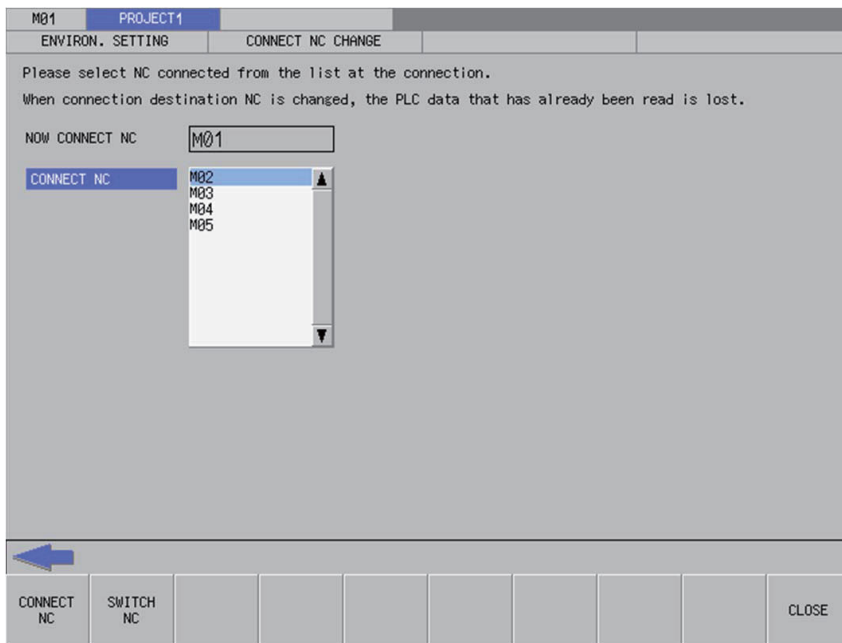 M01 PROJECT1
ENVIRON. SETTING CONNECT NC CHANGE
Please select NC connected from the list at the connection.
When connection destination NC is changed, the PLC data that has already been read is lost.
NOW CONNECT NC M01
CONNECT NC M02
M03
M04
M05
CONNECT NC SWITCH NC CLOSE